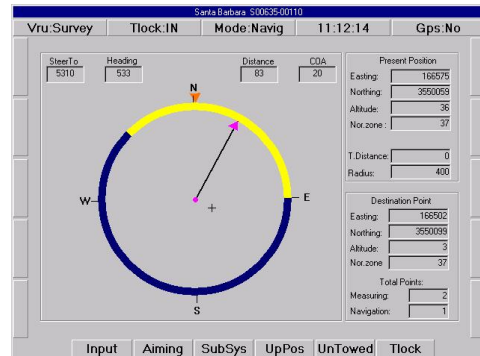 Santa Barbara S00635-00110
Vru:Survey Tlock:IN Mode:Navig 11:12:14 Gps:No
SteerTo Heading Distance COA
5310 533 83 20
N
W E
S
Present Position
Easting: 166575
Northing: 3550059
Altitude: 36
Nor.zone : 37
T.Distance: 0
Radius: 400
Destination Point
Easting: 166502
Northing: 3550099
Altitude: 3
Nor.zone 37
Total Points:
Measuring: 2
Navigation: 1
Input Aiming SubSys UpPos UnTowed Tlock